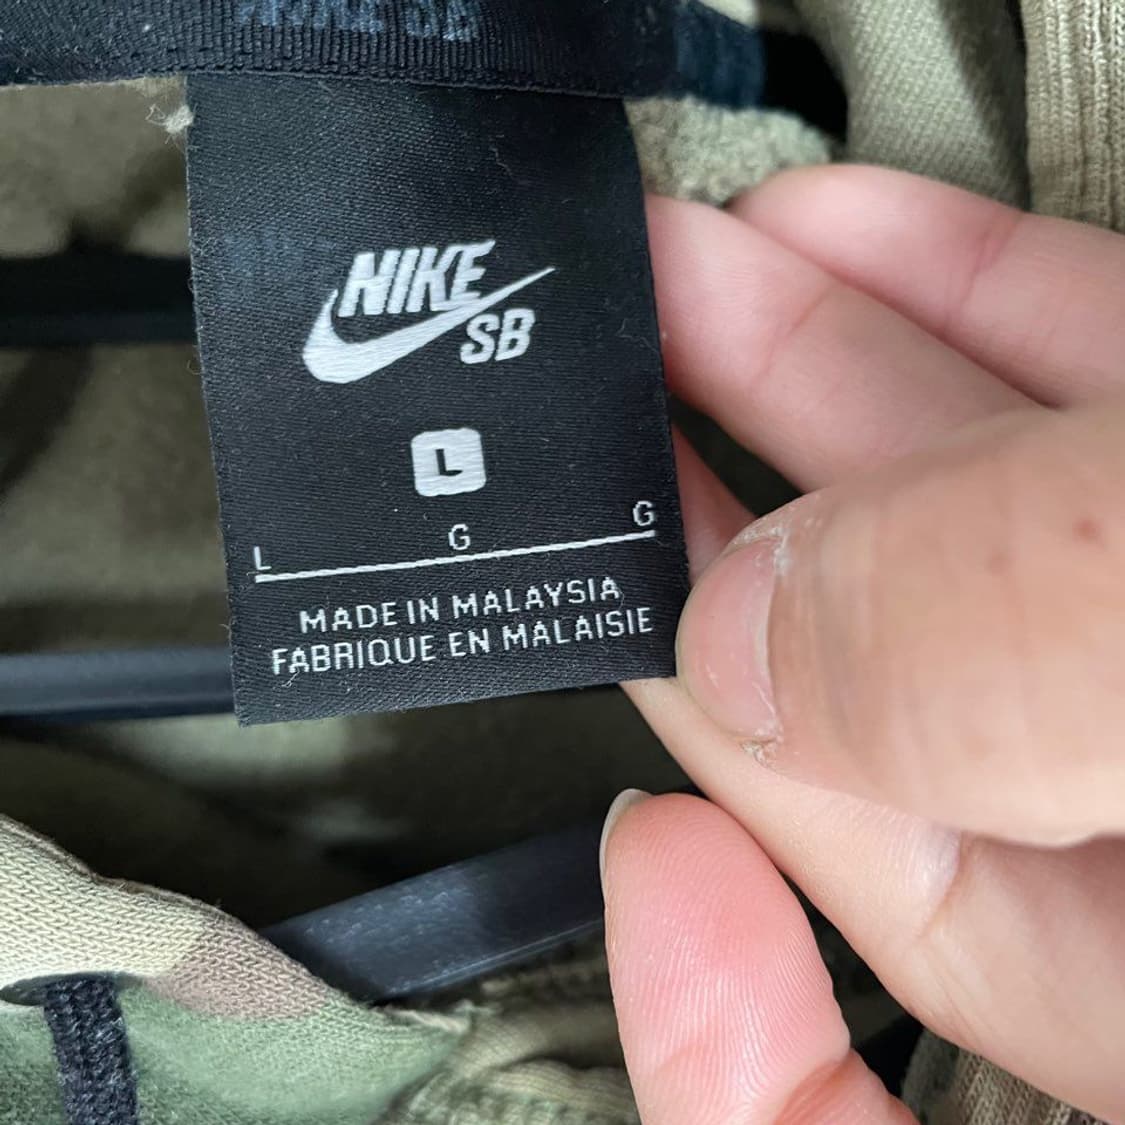 NIKE
SB
L
L G G
MADE IN MALAYSIA
FABRIQUE EN MALAISIE